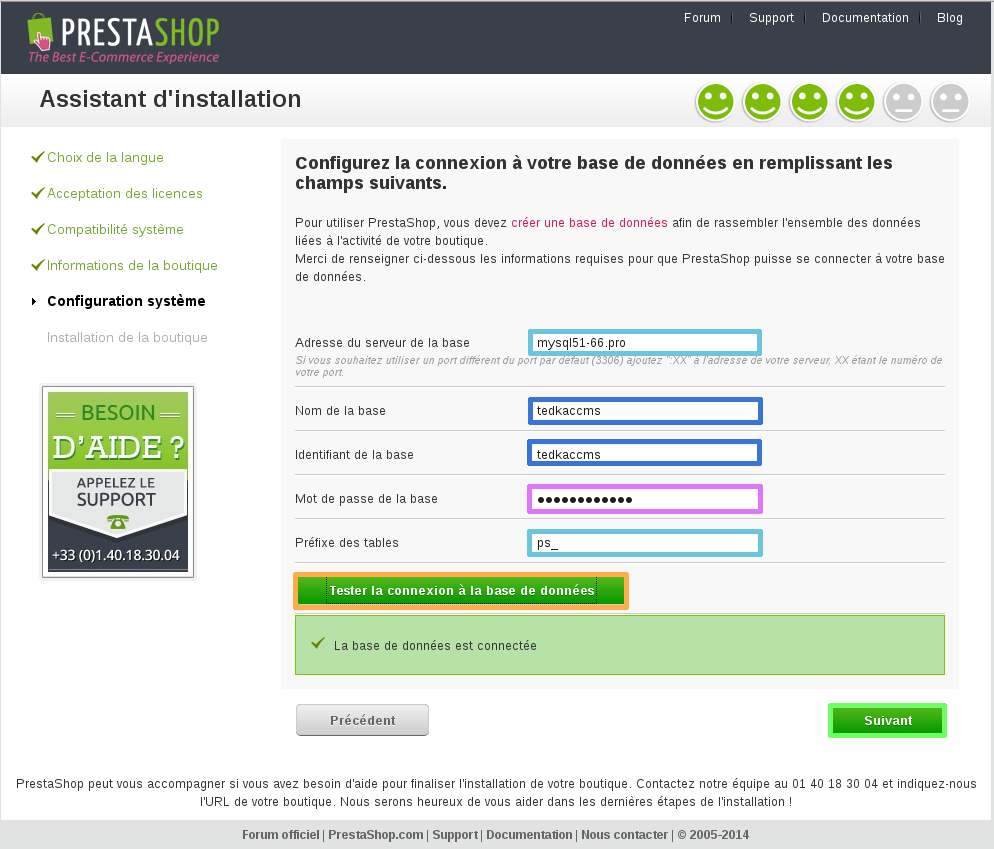 PRESTASHOP
The Best E-Commerce Experience
Forum
Support
Documentation
Blog
Assistant d'installation
Choix de la langue
Acceptation des licences
Compatibilité système
Informations de la boutique
Configuration système
Installation de la boutique
BESOIN
D'AIDE ?
APPELEZ LE
SUPPORT
+33 (0)1.40.18.30.04
Configurez la connexion à votre base de données en remplissant les
champs suivants.
Pour utiliser PrestaShop, vous devez créer une base de données afin de rassembler l'ensemble des données
liées à l'activité de votre boutique.
Merci de renseigner ci-dessous les informations requises pour que PrestaShop puisse se connecter à votre base
de données.
Adresse du serveur de la base
mysql51-66.pro
Si vous souhaitez utiliser un port différent du port par défaut (3306) ajoutez ":XX" à l'adresse de votre serveur, XX étant le numéro de
votre port.
Nom de la base
tedkaccms
Identifiant de la base
tedkaccms
Mot de passe de la base
●●●●●●●●●●●●
Préfixe des tables
ps_
Tester la connexion à la base de données
La base de données est connectée
Précédent
Suivant
PrestaShop peut vous accompagner si vous avez besoin d'aide pour finaliser l'installation de votre boutique. Contactez notre équipe au 01 40 18 30 04 et indiquez-nous
l'URL de votre boutique. Nous serons heureux de vous aider dans les dernières étapes de l'installation !
Forum officiel | PrestaShop.com | Support | Documentation | Nous contacter | © 2005-2014